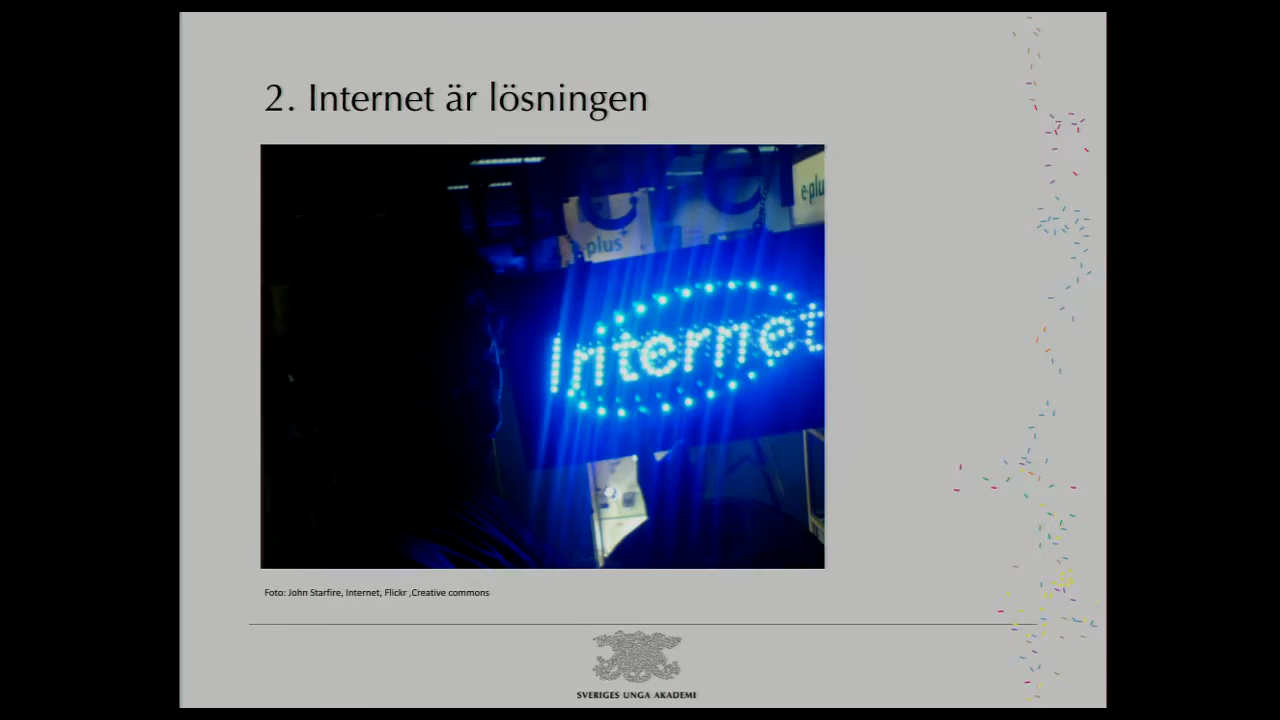 2. Internet är lösningen
e·plus
plus
Internet
Foto: John Starfire, Internet, Flickr ,Creative commons
SVERIGES UNGA AKADEMI